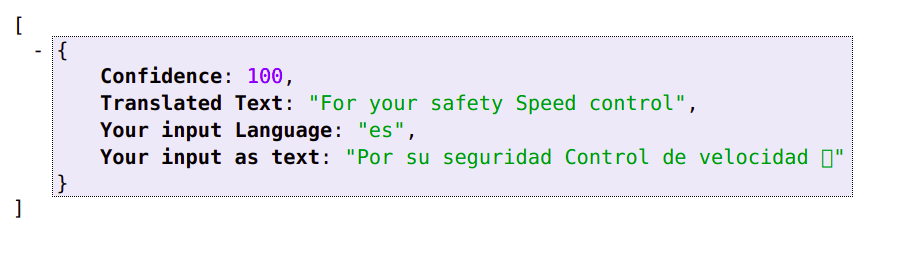 [
- {
Confidence: 100,
Translated Text: "For your safety Speed control",
Your input Language: "es",
Your input as text: "Por su seguridad Control de velocidad "
}
]